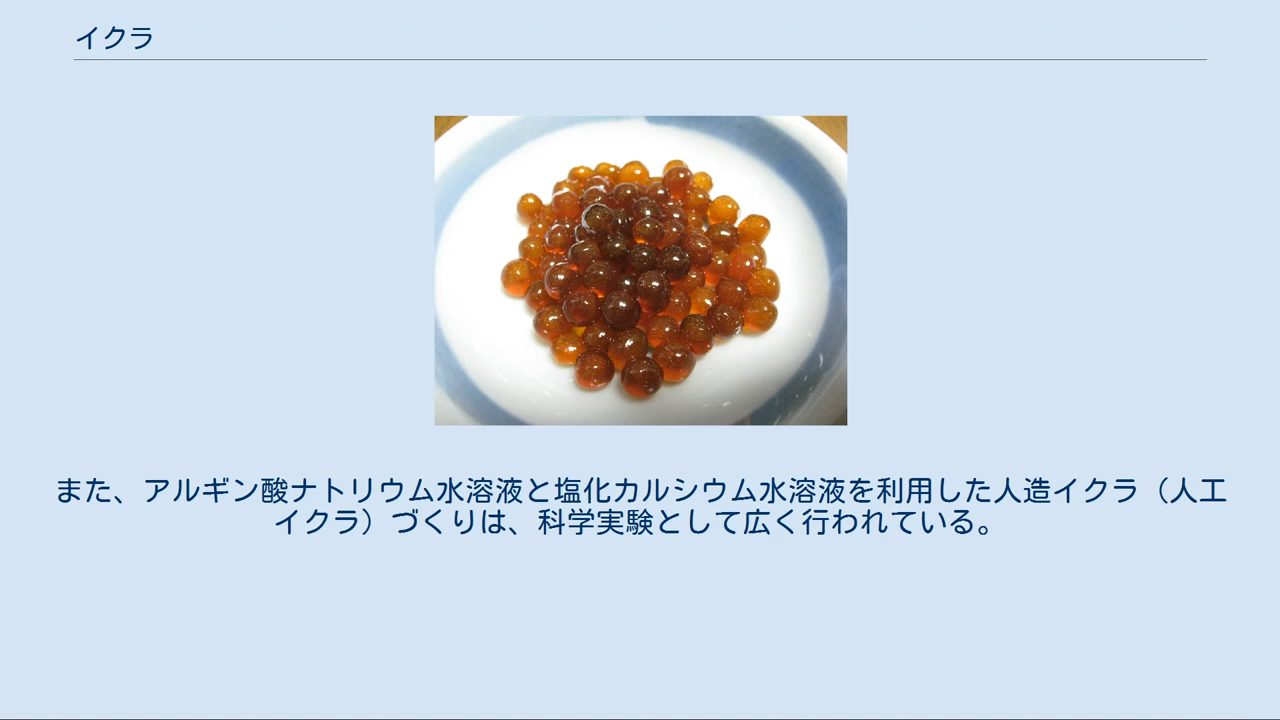 イクラ
また、アルギン酸ナトリウム水溶液と塩化カルシウム水溶液を利用した人造イクラ（人工
イクラ）づくりは、科学実験として広く行われている。